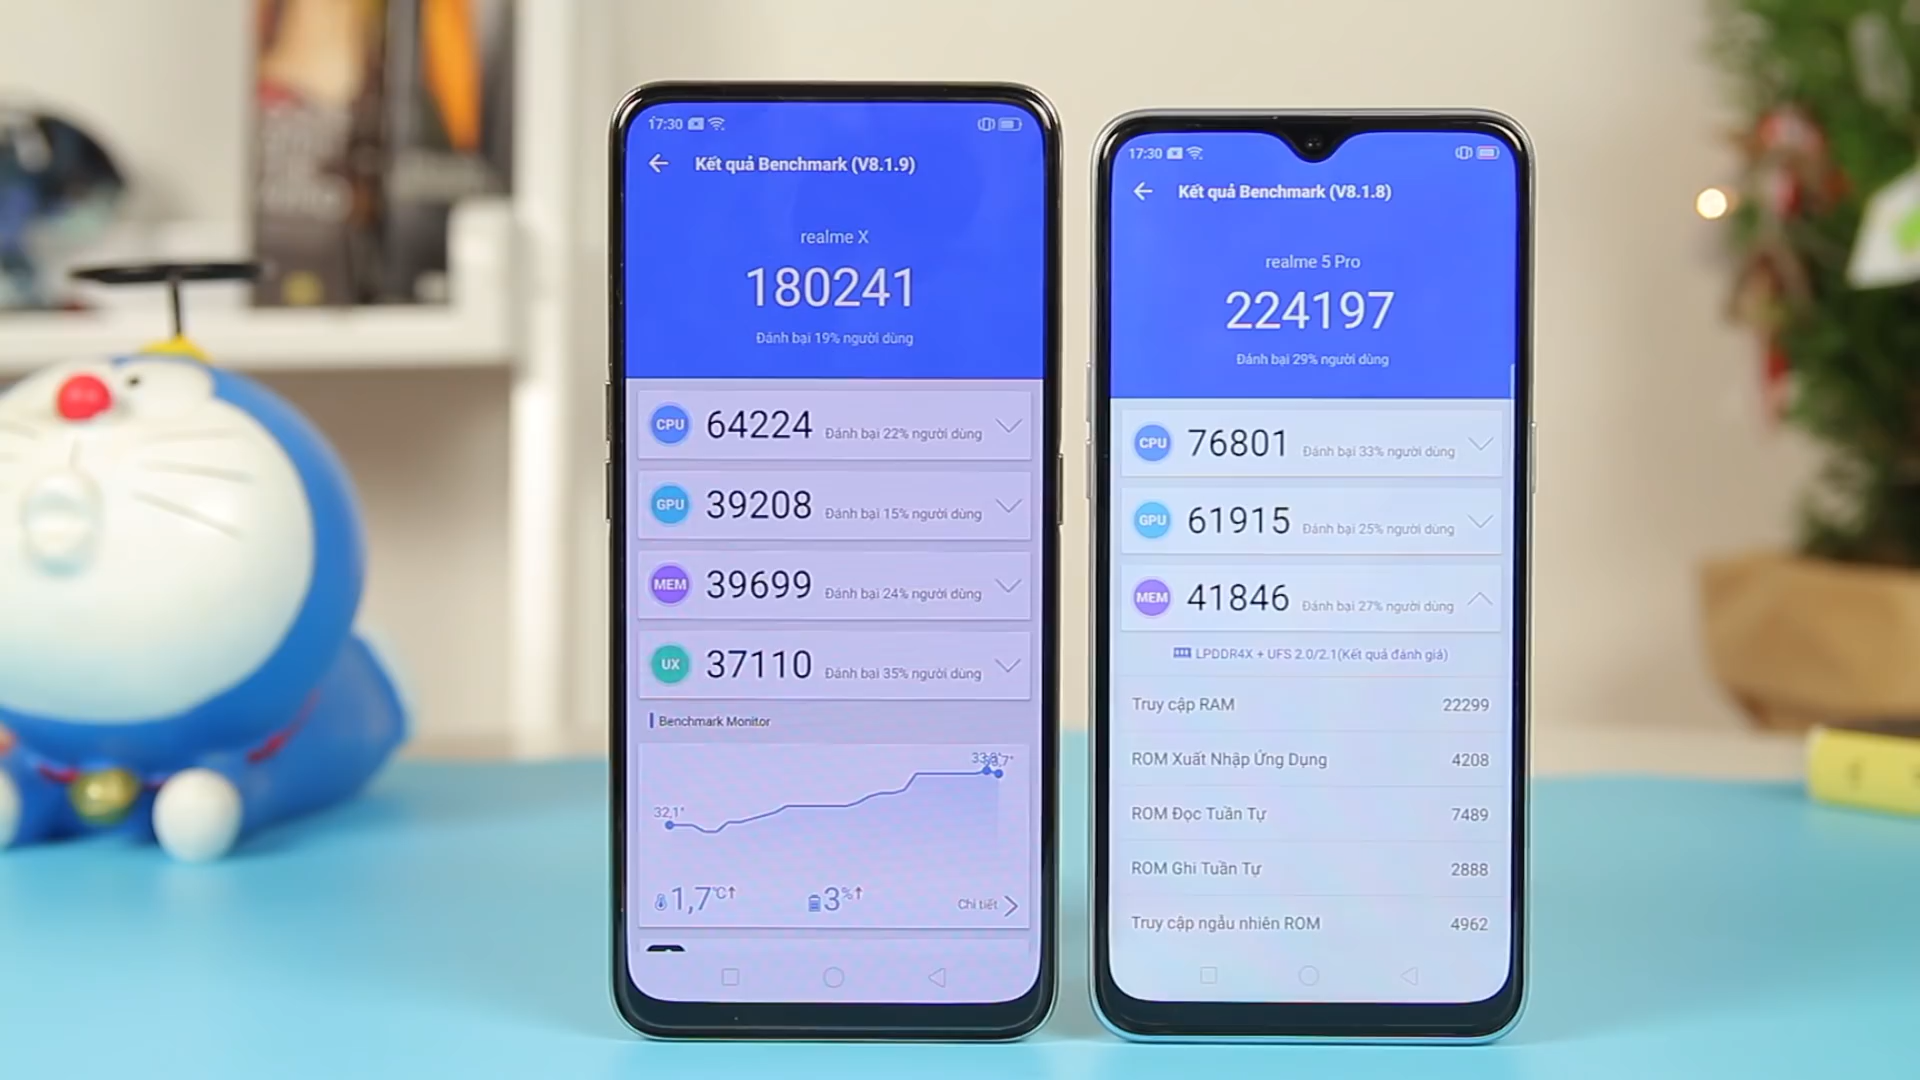 17:30
Kết quả Benchmark (V8.1.9)
realme X
180241
Đánh bại 19% người dùng
CPU 64224 Đánh bại 22% người dùng
GPU 39208 Đánh bại 15% người dùng
MEM 39699 Đánh bại 24% người dùng
UX 37110 Đánh bại 35% người dùng
Benchmark Monitor
32,1°
1,7°C↑ 3%↑ Chi tiết
17:30
Kết quả Benchmark (V8.1.8)
realme 5 Pro
224197
Đánh bại 29% người dùng
CPU 76801 Đánh bại 33% người dùng
GPU 61915 Đánh bại 25% người dùng
MEM 41846 Đánh bại 27% người dùng
LPDDR4X + UFS 2.0/2.1(Kết quả đánh giá)
Truy cập RAM 22299
ROM Xuất Nhập Ứng Dụng 4208
ROM Đọc Tuần Tự 7489
ROM Ghi Tuần Tự 2888
Truy cập ngẫu nhiên ROM 4962